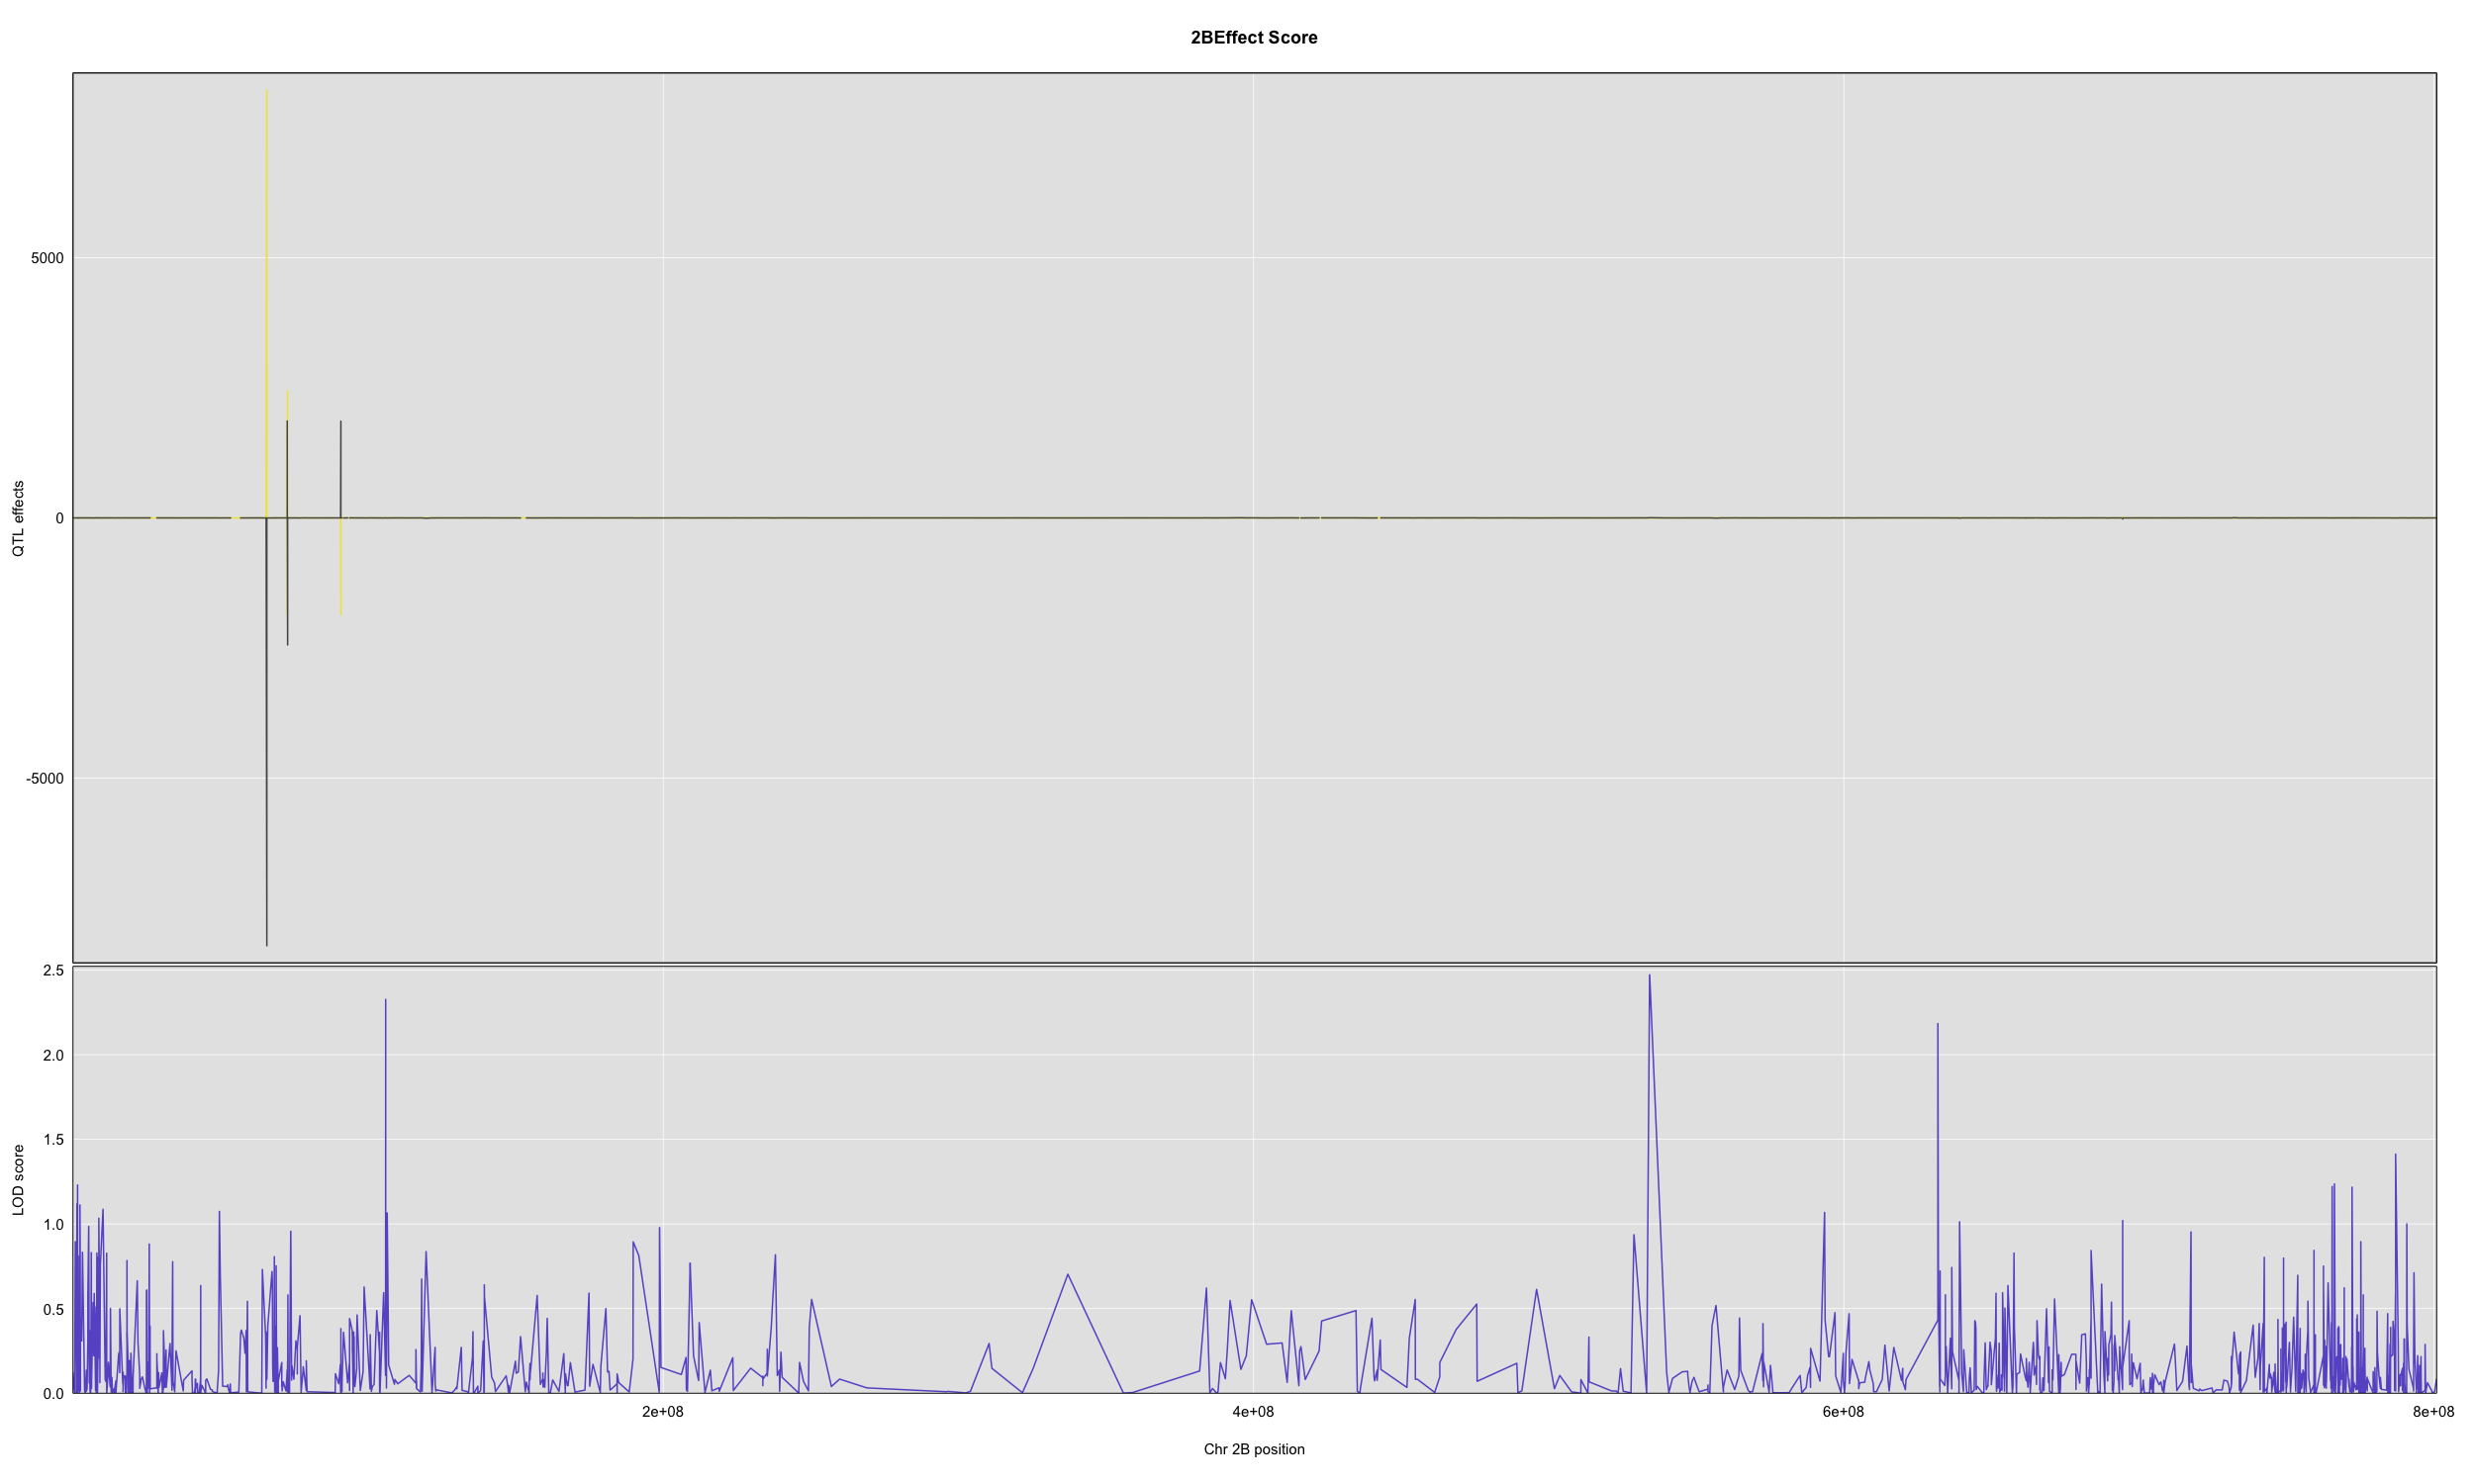 2BEffect Score
QTL effects
5000
0
-5000
LOD score
2.5
2.0
1.5
1.0
0.5
0.0
2e+08
4e+08
6e+08
8e+08
Chr 2B position